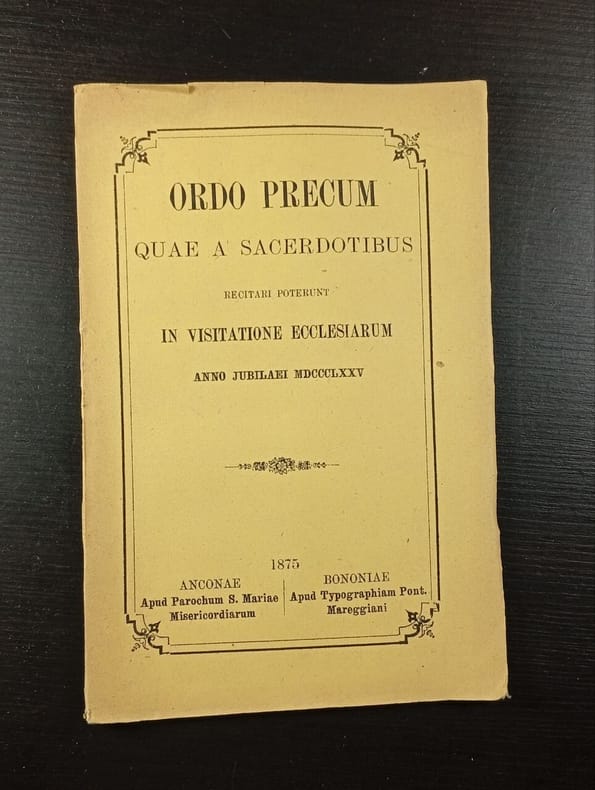 ORDO PRECUM
QUAE A SACERDOTIBUS
RECITARI POTERUNT
IN VISITATIONE ECCLESIARUM
ANNO JUBILAEI MDCCCLXXV
1875
ANCONAE
Apud Parochum S. Mariae
Misericordiarum
BONONIAE
Apud Typographiam Pont.
Mareggiani